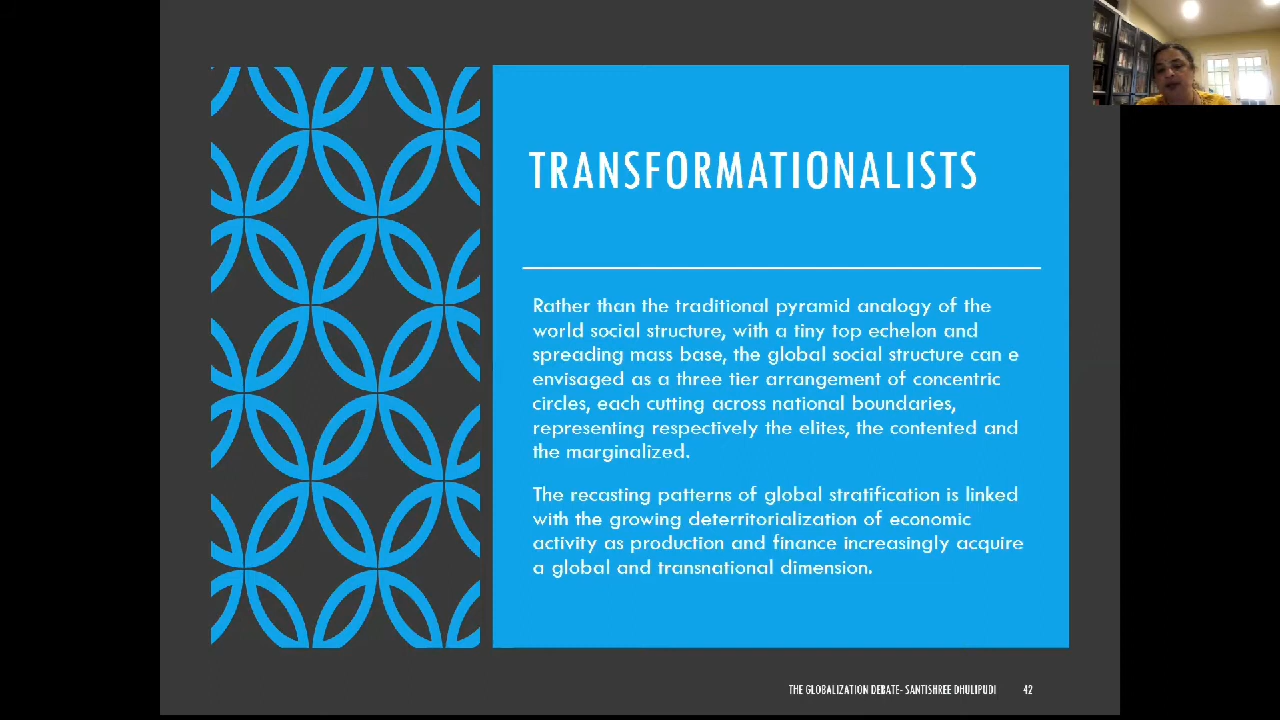 TRANSFORMATIONALISTS
Rather than the traditional pyramid analogy of the
world social structure, with a tiny top echelon and
spreading mass base, the global social structure can e
envisaged as a three tier arrangement of concentric
circles, each cutting across national boundaries,
representing respectively the elites, the contented and
the marginalized.
The recasting patterns of global stratification is linked
with the growing deterritorialization of economic
activity as production and finance increasingly acquire
a global and transnational dimension.
THE GLOBALIZATION DEBATE- SANTISHREE DHULIPUDI 42